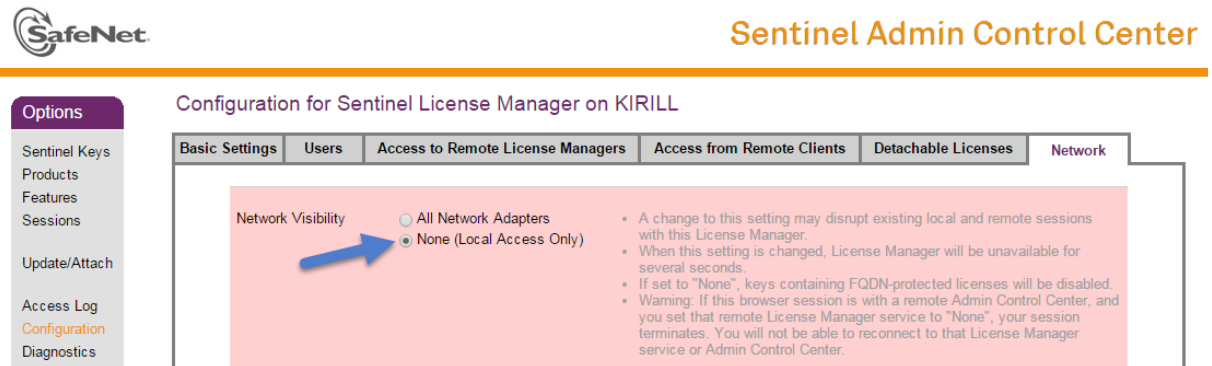 SafeNet.
Sentinel Admin Control Center
Options
Sentinel Keys
Products
Features
Sessions
Update/Attach
Access Log
Configuration
Diagnostics
Configuration for Sentinel License Manager on KIRILL
Basic Settings Users Access to Remote License Managers Access from Remote Clients Detachable Licenses Network
Network Visibility
All Network Adapters
None (Local Access Only)
• A change to this setting may disrupt existing local and remote sessions
with this License Manager.
• When this setting is changed, License Manager will be unavailable for
several seconds.
• If set to "None", keys containing FQDN-protected licenses will be disabled.
• Warning: If this browser session is with a remote Admin Control Center, and
you set that remote License Manager service to "None", your session
terminates. You will not be able to reconnect to that License Manager
service or Admin Control Center.